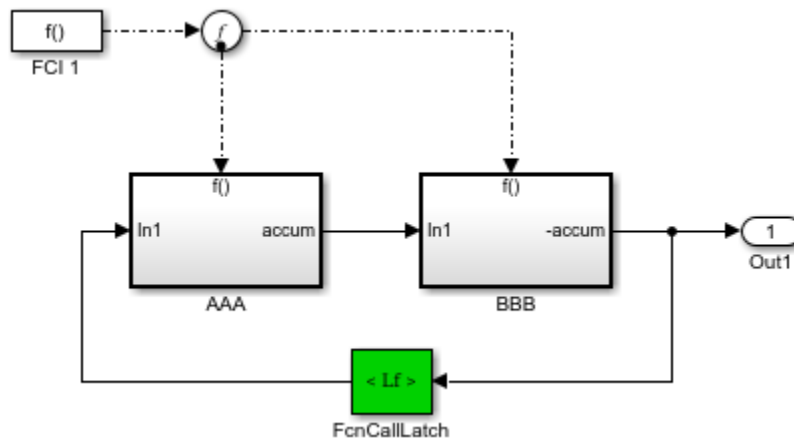 f()
f
FCI 1
f()
f()
In1
accum
In1
-accum
1
Out1
AAA
BBB
< Lf >
FcnCallLatch